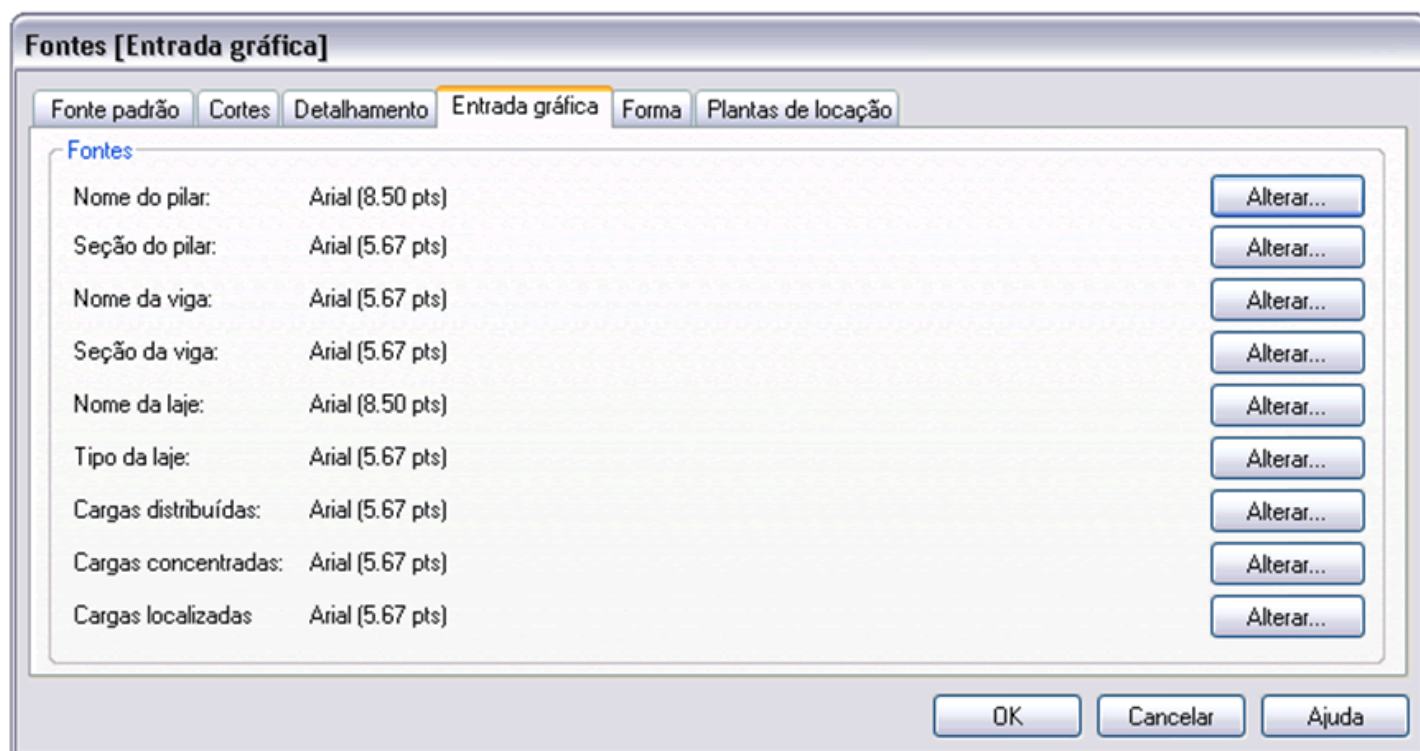 Fontes [Entrada gráfica]
Fonte padrão Cortes Detalhamento Entrada gráfica Forma Plantas de locação
Fontes
Nome do pilar: Arial (8.50 pts) Alterar...
Seção do pilar: Arial (5.67 pts) Alterar...
Nome da viga: Arial (5.67 pts) Alterar...
Seção da viga: Arial (5.67 pts) Alterar...
Nome da laje: Arial (8.50 pts) Alterar...
Tipo da laje: Arial (5.67 pts) Alterar...
Cargas distribuídas: Arial (5.67 pts) Alterar...
Cargas concentradas: Arial (5.67 pts) Alterar...
Cargas localizadas Arial (5.67 pts) Alterar...
OK Cancelar Ajuda